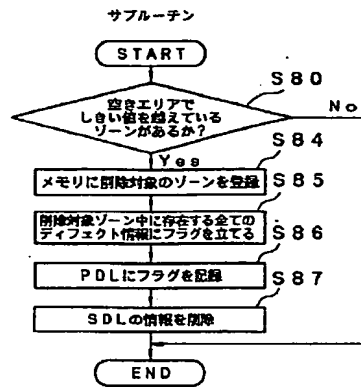 サブルーチン
START
S80
空きエリアで
しきい値を越えている
ゾーンがあるか?
No
Yes
S84
メモリに削除対象のゾーンを登録
S85
削除対象ゾーン中に存在する全ての
ディフェクト情報にフラグを立てる
S86
PDLにフラグを記録
S87
SDLの情報を削除
END